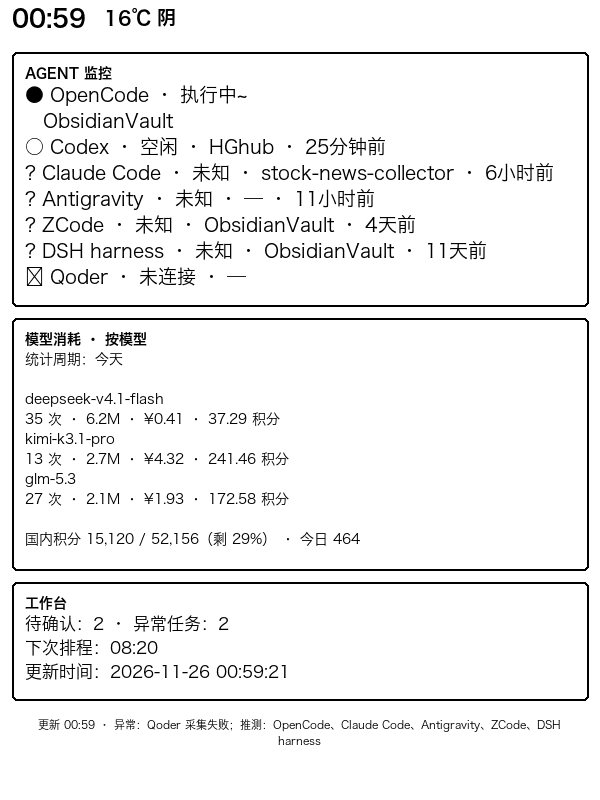 00:59 16℃ 阴
AGENT 监控
● OpenCode · 执行中~
ObsidianVault
○ Codex · 空闲 · HGhub · 25分钟前
? Claude Code · 未知 · stock-news-collector · 6小时前
? Antigravity · 未知 · — · 11小时前
? ZCode · 未知 · ObsidianVault · 4天前
? DSH harness · 未知 · ObsidianVault · 11天前
☒ Qoder · 未连接 · —
模型消耗 · 按模型
统计周期：今天
deepseek-v4.1-flash
35 次 · 6.2M · ¥0.41 · 37.29 积分
kimi-k3.1-pro
13 次 · 2.7M · ¥4.32 · 241.46 积分
glm-5.3
27 次 · 2.1M · ¥1.93 · 172.58 积分
国内积分 15,120 / 52,156（剩 29%） · 今日 464
工作台
待确认：2 · 异常任务：2
下次排程：08:20
更新时间：2026-11-26 00:59:21
更新 00:59 · 异常：Qoder 采集失败；推测：OpenCode、Claude Code、Antigravity、ZCode、DSH
harness